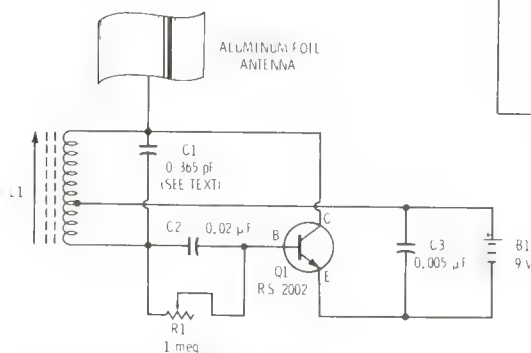 ALUMINUM FOIL
ANTENNA
C1
0-365 pF
(SEE TEXT)
L1
C2
0.02 µF
B
C
E
Q1
RS 2002
C3
0.005 µF
B1
9 v
R1
1 meg